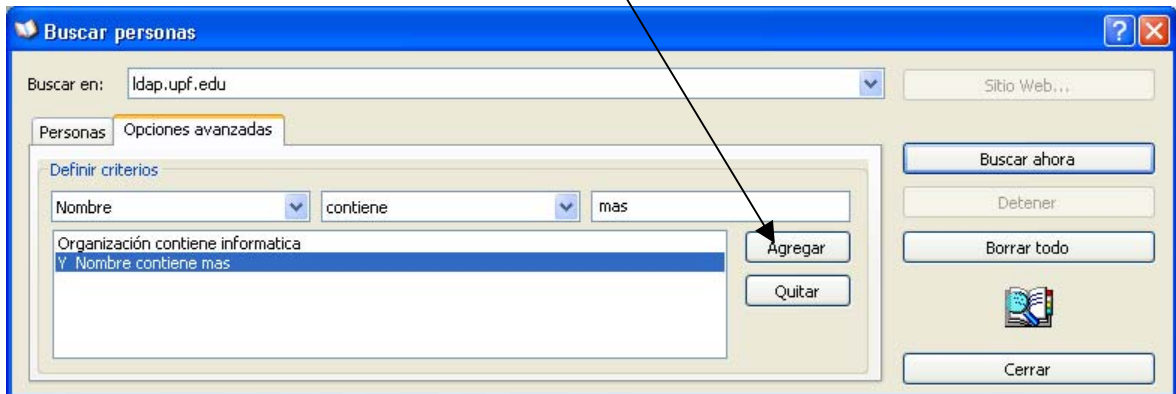 Buscar personas
Buscar en: ldap.upf.edu Sitio Web...
Personas Opciones avanzadas
Buscar ahora
Definir criterios
Nombre contiene mas Detener
Organización contiene informatica Agregar Borrar todo
Y Nombre contiene mas
Quitar
Cerrar